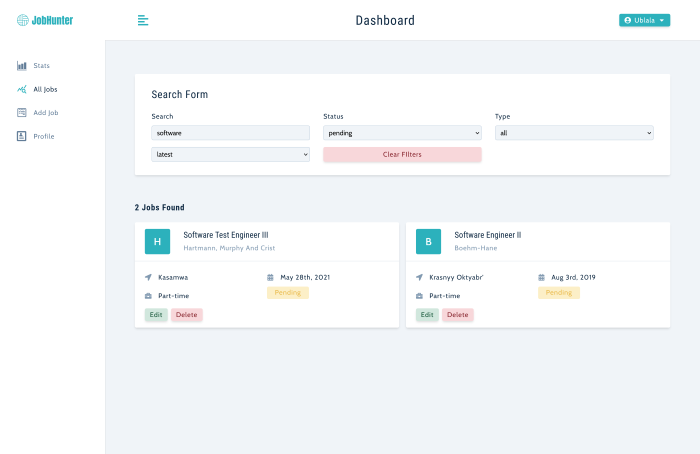 JobHunter
Dashboard
Ublala
Stats
All Jobs
Add Job
Profile
Search Form
Search
Status
Type
software
pending
all
latest
Clear Filters
2 Jobs Found
H
Software Test Engineer III
Hartmann, Murphy And Crist
Kasamwa
May 28th, 2021
Part-time
Pending
Edit
Delete
B
Software Engineer II
Boehm-Hane
Krasnyy Oktyabr'
Aug 3rd, 2019
Part-time
Pending
Edit
Delete